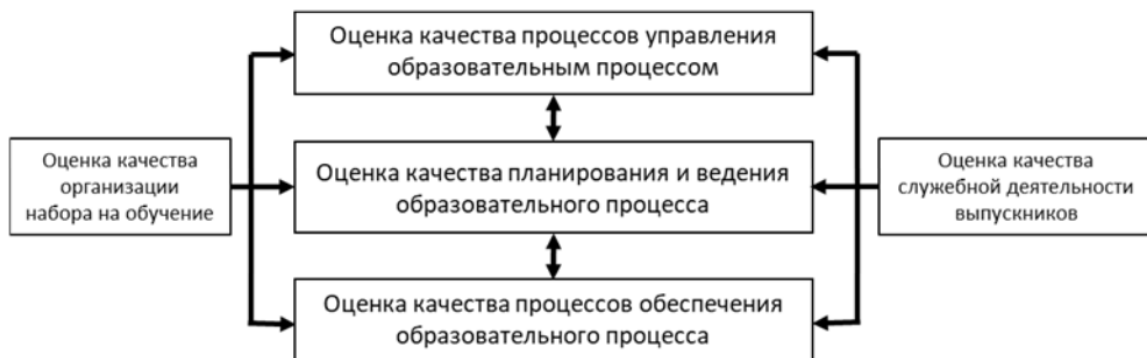 Оценка качества процессов управления
образовательным процессом
Оценка качества
организации
набора на обучение
Оценка качества планирования и ведения
образовательного процесса
Оценка качества
служебной деятельности
выпускников
Оценка качества процессов обеспечения
образовательного процесса